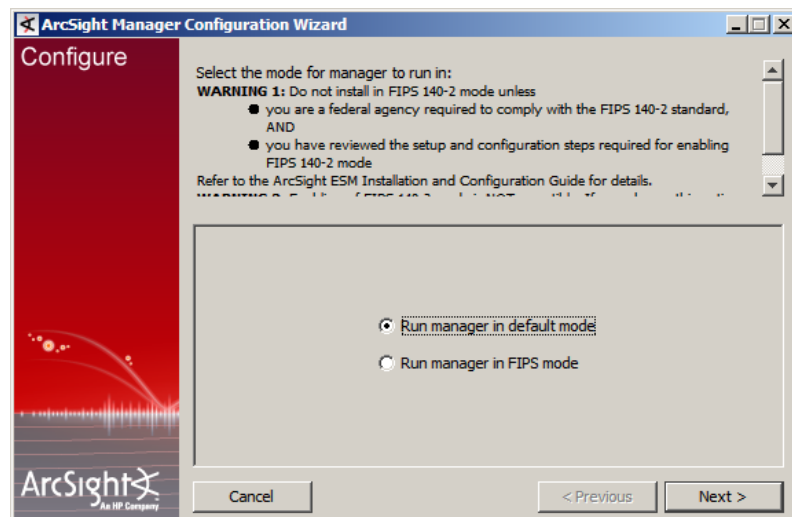 ArcSight Manager Configuration Wizard
Configure
Select the mode for manager to run in:
WARNING 1: Do not install in FIPS 140-2 mode unless
you are a federal agency required to comply with the FIPS 140-2 standard,
AND
you have reviewed the setup and configuration steps required for enabling
FIPS 140-2 mode
Refer to the ArcSight ESM Installation and Configuration Guide for details.
Run manager in default mode
Run manager in FIPS mode
ArcSight
An HP Company
Cancel
< Previous
Next >